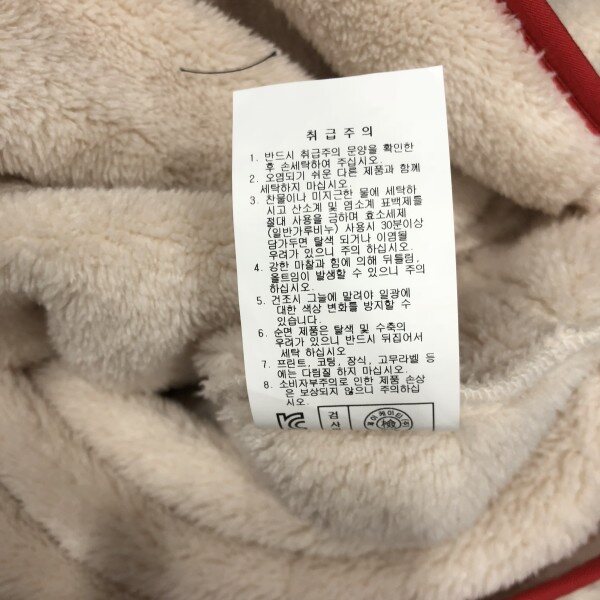 취급주의
1. 반드시 취급주의 문양을 확인한
후 손세탁하여 주십시오.
2. 오염되기 쉬운 다른 제품과 함께
세탁하지 마십시오.
3. 찬물이나 미지근한 물에 세탁하
시고 산소계 및 염소계 표백제를
절대 사용을 금하며 효소세제
(일반가루비누) 사용시 30분이상
담가두면 탈색 되거나 이염될
우려가 있으니 주의 하십시오.
4. 강한 마찰과 힘에 의해 뒤틀림,
올트임이 발생할 수 있으니 주의
하십시오.
5. 건조시 그늘에 말려야 일광에
대한 색상 변화를 방지할 수
있습니다.
6. 순면 제품은 탈색 및 수축의
우려가 있으니 반드시 뒤집어서
세탁 하십시오
7. 프린트, 코팅, 장식, 고무라벨 등
에는 다림질 하지 마십시오.
8. 소비자부주의로 인한 제품 손상
은 보상되지 않으니 주의하십
시오.
검